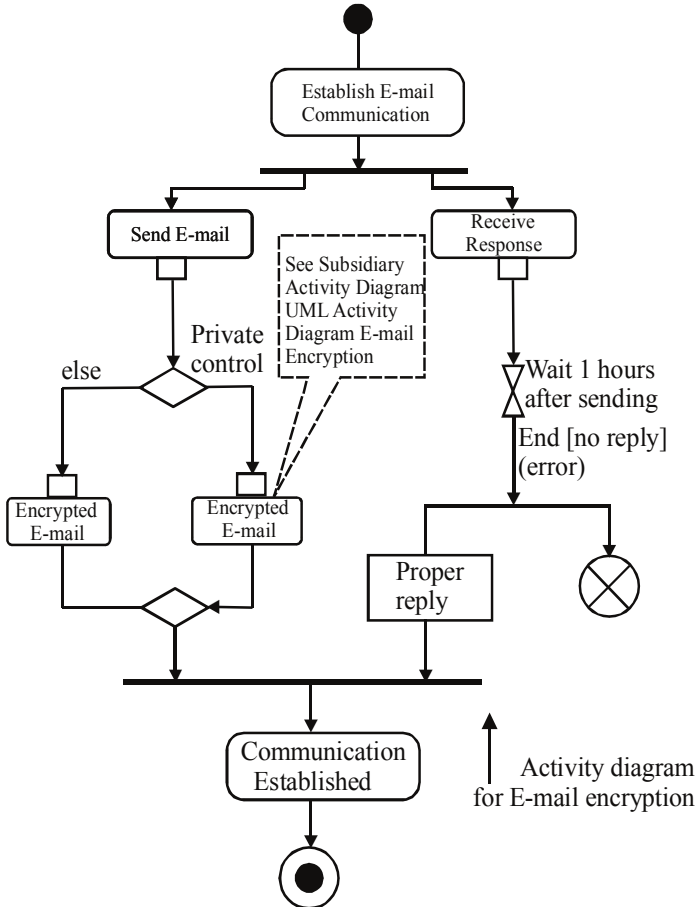 Establish E-mail
Communication
Send E-mail
Receive
Response
See Subsidiary
Activity Diagram
UML Activity
Diagram E-mail
Encryption
else
Private
control
Wait 1 hours
after sending
End [no reply]
(error)
Encrypted
E-mail
Encrypted
E-mail
Proper
reply
Communication
Established
Activity diagram
for E-mail encryption